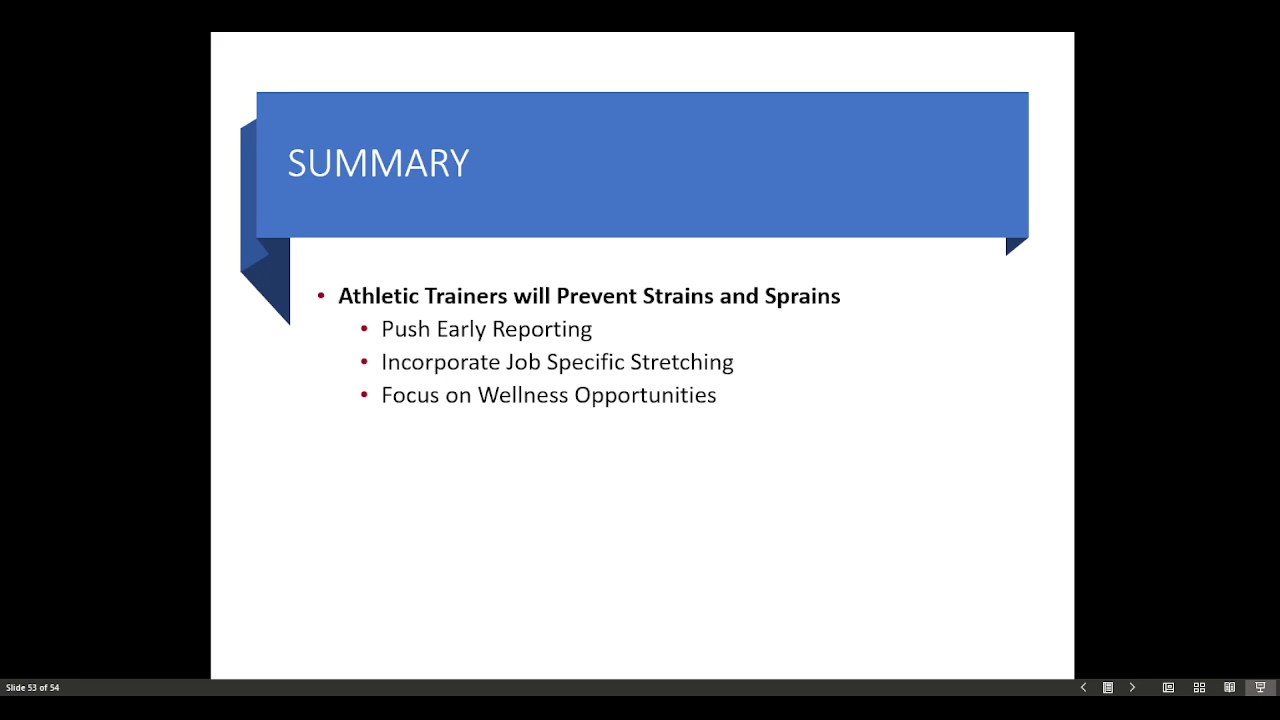 SUMMARY
• Athletic Trainers will Prevent Strains and Sprains
• Push Early Reporting
• Incorporate Job Specific Stretching
• Focus on Wellness Opportunities
Slide 53 of 54